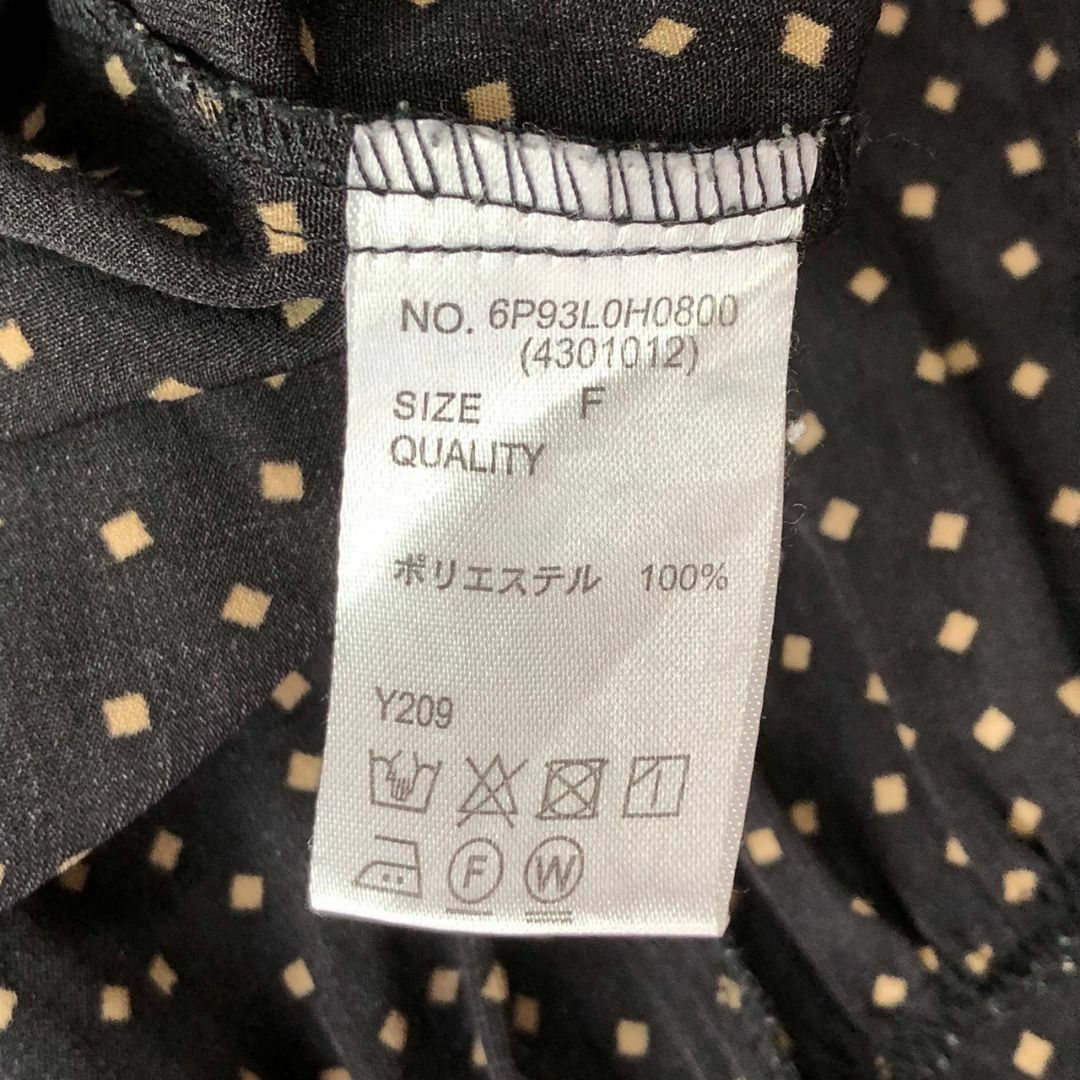 NO. 6P93L0H0800
(4301012)
SIZE F
QUALITY
ポリエステル 100%
Y209
F W